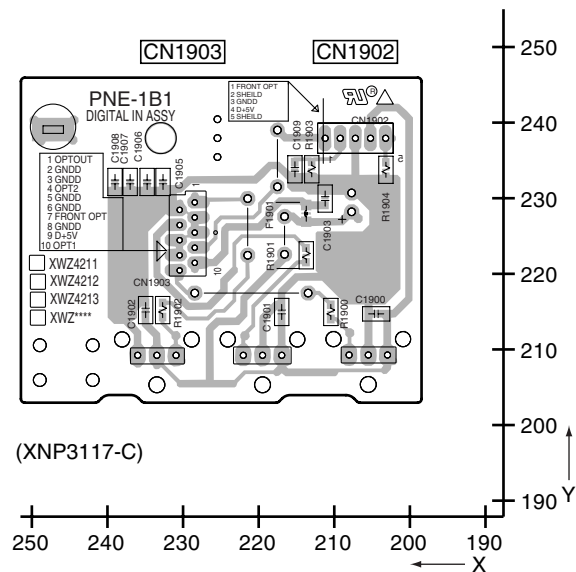 CN1903
CN1902
250
240
230
220
210
200
190
PNE-1B1
DIGITAL IN ASSY
1 FRONT OPT
2 SHEILD
3 GNDD
4 D+5V
5 SHEILD
R
CN1902
1
5
C1908
C1907
C1906
C1905
C1909
R1903
1 OPTOUT
2 GNDD
3 GNDD
4 OPT2
5 GNDD
6 GNDD
7 FRONT OPT
8 GNDD
9 D+5V
10 OPT1
1
10
F1901
+
C1903
R1904
R1901
XWZ4211
XWZ4212
XWZ4213
XWZ****
CN1903
C1902
R1902
C1901
R1900
C1900
(XNP3117-C)
Y
250
240
230
220
210
200
190
X